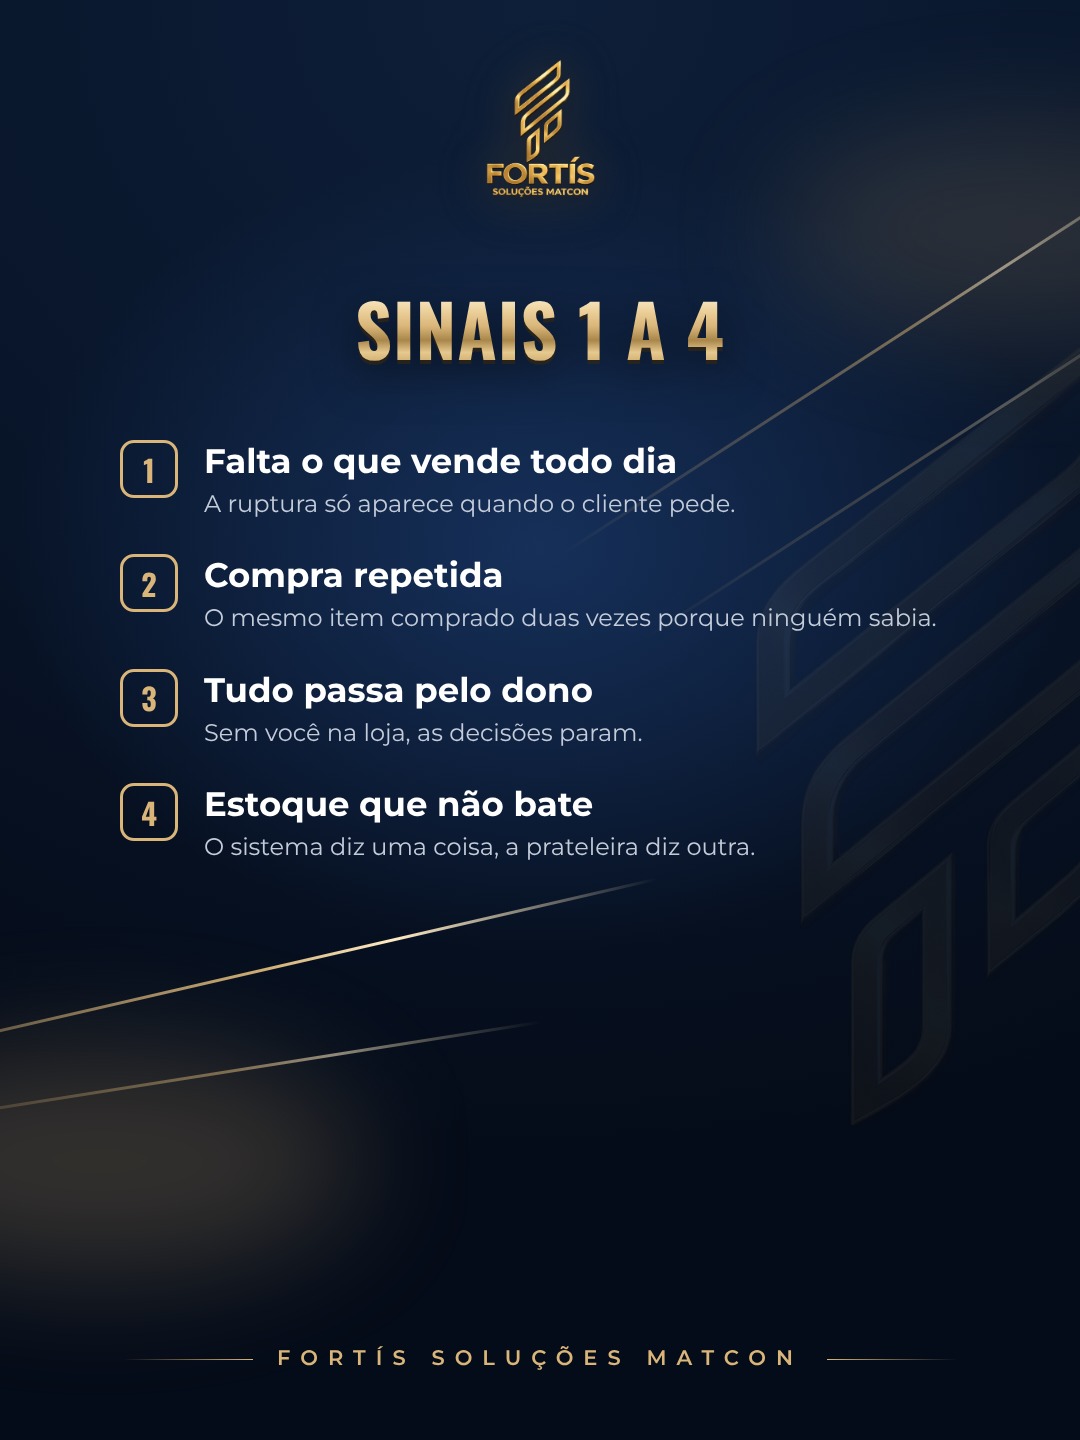 FORTÍS
SOLUÇÕES MATCON
SINAIS 1 A 4
1
Falta o que vende todo dia
A ruptura só aparece quando o cliente pede.
2
Compra repetida
O mesmo item comprado duas vezes porque ninguém sabia.
3
Tudo passa pelo dono
Sem você na loja, as decisões param.
4
Estoque que não bate
O sistema diz uma coisa, a prateleira diz outra.
FORTÍS SOLUÇÕES MATCON